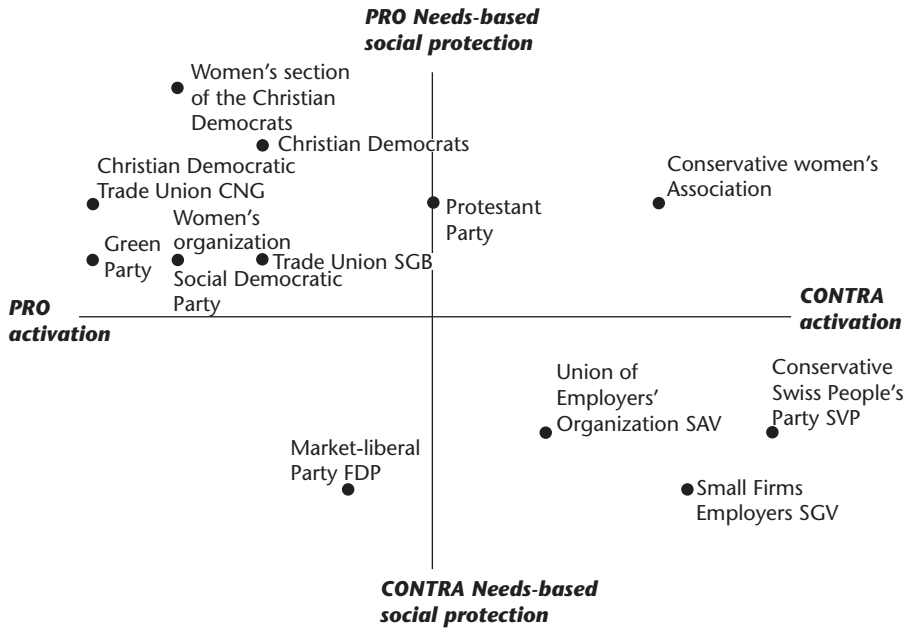 PRO Needs-based
social protection
Women's section
of the Christian
Democrats
Christian Democrats
Christian Democratic
Trade Union CNG
Conservative women's
Association
Women's
organization
Protestant
Party
Green
Party
Trade Union SGB
Social Democratic
Party
PRO
activation
CONTRA
activation
Union of
Employers'
Organization SAV
Conservative
Swiss People's
Party SVP
Market-liberal
Party FDP
Small Firms
Employers SGV
CONTRA Needs-based
social protection